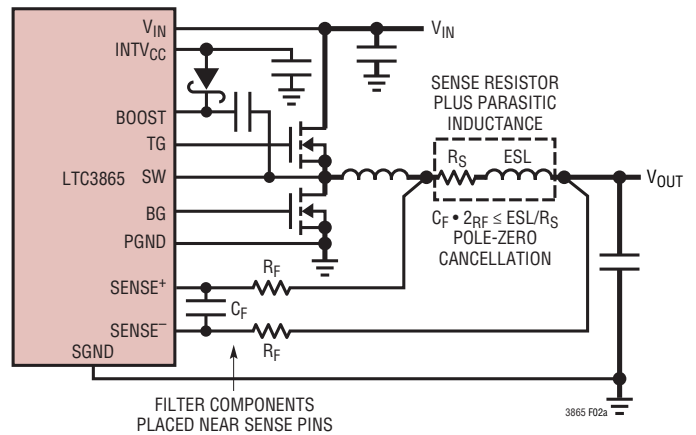 VIN
VIN
INTVCC
SENSE RESISTOR
PLUS PARASITIC
INDUCTANCE
BOOST
TG
RS
ESL
LTC3865
SW
VOUT
BG
CF • 2RF ≤ ESL/RS
POLE-ZERO
CANCELLATION
PGND
RF
SENSE+
CF
SENSE–
RF
SGND
FILTER COMPONENTS
PLACED NEAR SENSE PINS
3865 F02a